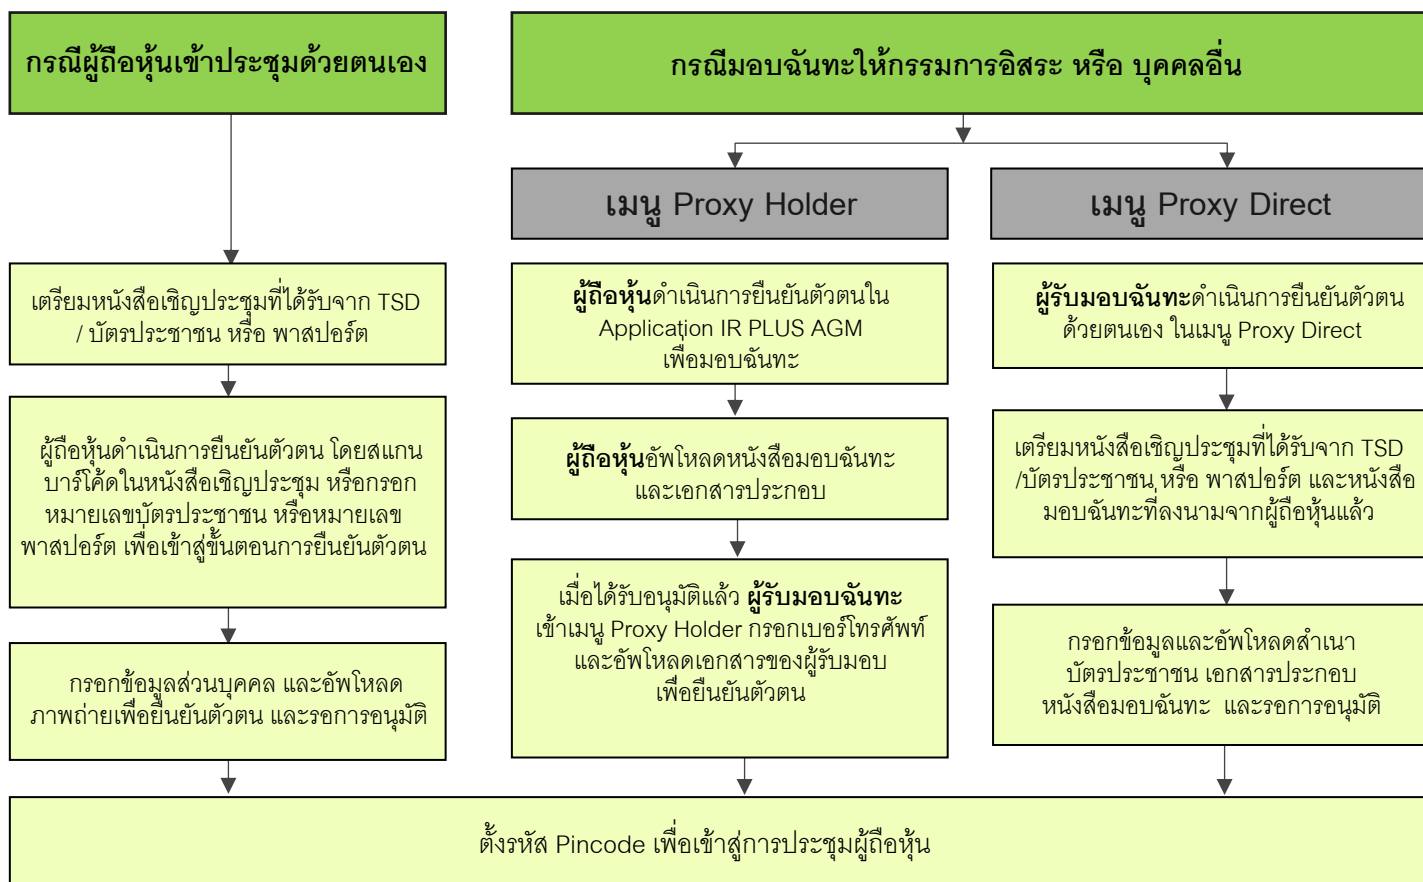 กรณีผู้ถือหุ้นเข้าประชุมด้วยตนเอง
กรณีมอบฉันทะให้กรรมการอิสระ หรือ บุคคลอื่น
เมนู Proxy Holder
เมนู Proxy Direct
เตรียมหนังสือเชิญประชุมที่ได้รับจาก TSD
/ บัตรประชาชน หรือ พาสปอร์ต
ผู้ถือหุ้นดำเนินการยืนยันตัวตน โดยสแกน
บาร์โค้ดในหนังสือเชิญประชุม หรือกรอก
หมายเลขบัตรประชาชน หรือหมายเลข
พาสปอร์ต เพื่อเข้าสู่ขั้นตอนการยืนยันตัวตน
กรอกข้อมูลส่วนบุคคล และอัพโหลด
ภาพถ่ายเพื่อยืนยันตัวตน และรอการอนุมัติ
ผู้ถือหุ้นดำเนินการยืนยันตัวตนใน
Application IR PLUS AGM
เพื่อมอบฉันทะ
ผู้ถือหุ้นอัพโหลดหนังสือมอบฉันทะ
และเอกสารประกอบ
เมื่อได้รับอนุมัติแล้ว ผู้รับมอบฉันทะ
เข้าเมนู Proxy Holder กรอกเบอร์โทรศัพท์
และอัพโหลดเอกสารของผู้รับมอบ
เพื่อยืนยันตัวตน
ผู้รับมอบฉันทะดำเนินการยืนยันตัวตน
ด้วยตนเอง ในเมนู Proxy Direct
เตรียมหนังสือเชิญประชุมที่ได้รับจาก TSD
/บัตรประชาชน หรือ พาสปอร์ต และหนังสือ
มอบฉันทะที่ลงนามจากผู้ถือหุ้นแล้ว
กรอกข้อมูลและอัพโหลดสำเนา
บัตรประชาชน เอกสารประกอบ
หนังสือมอบฉันทะ และรอการอนุมัติ
ตั้งรหัส Pincode เพื่อเข้าสู่การประชุมผู้ถือหุ้น